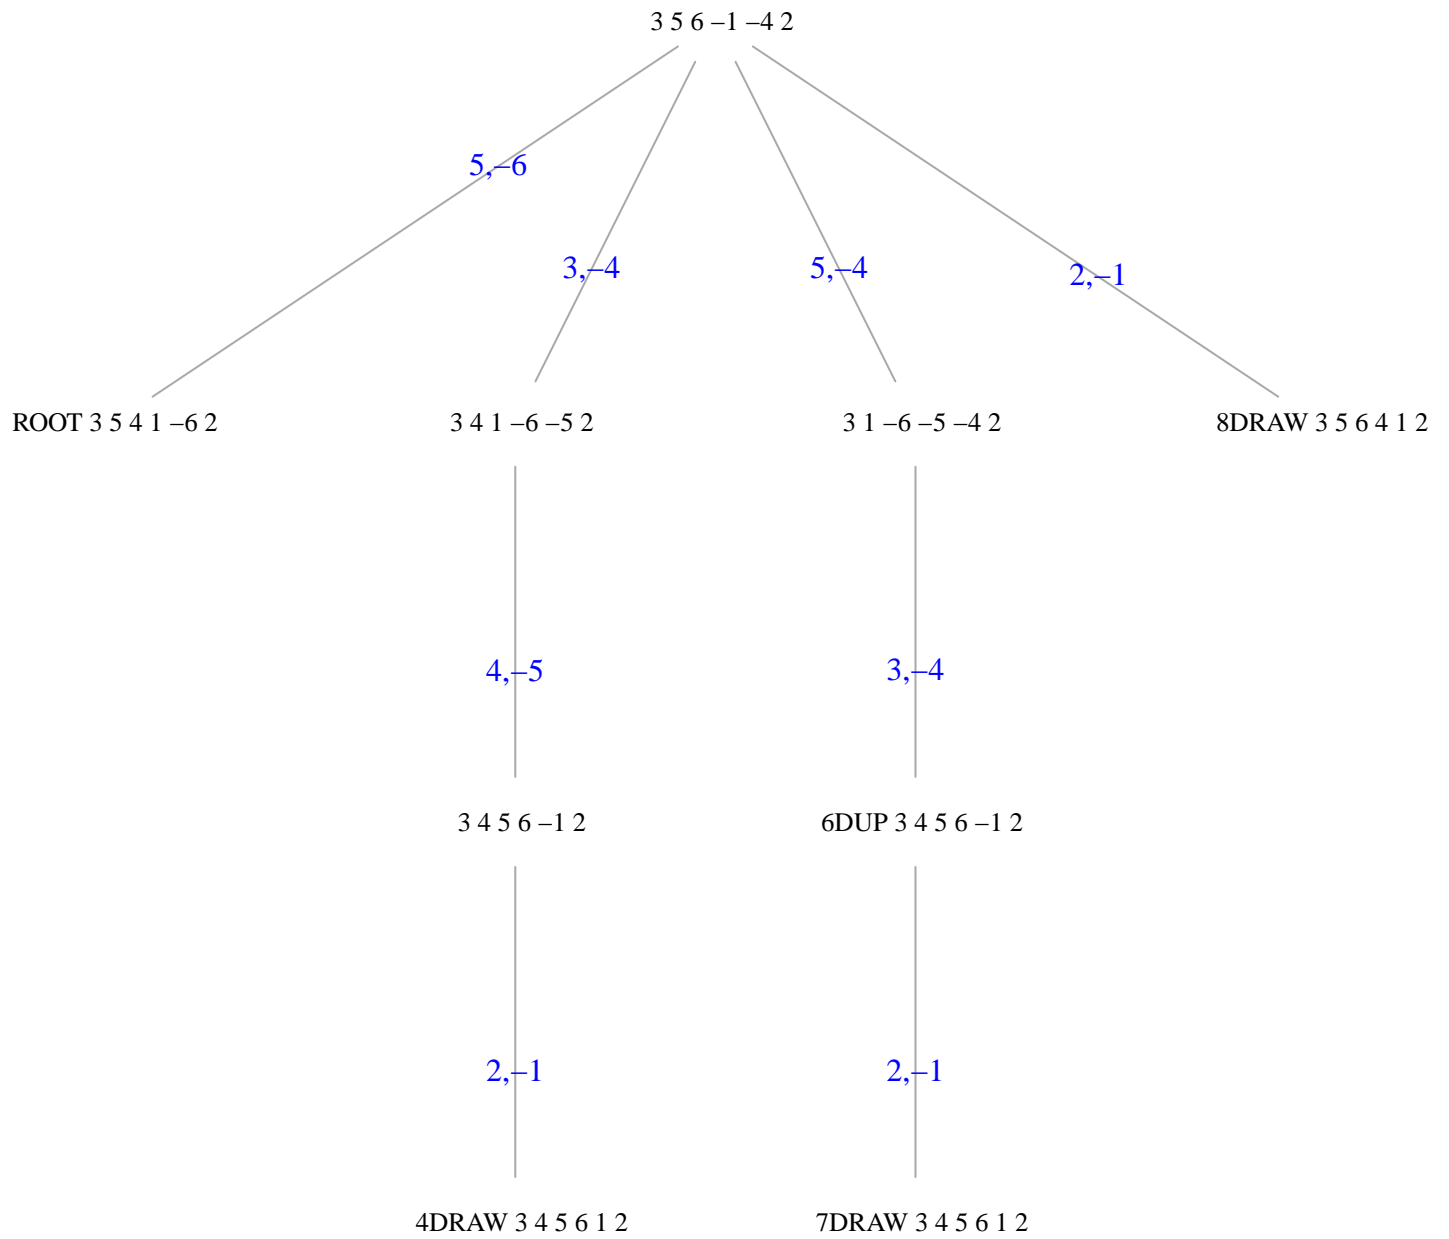 3 5 6 –1 –4 2
5,–6
3,–4
5,–4
2,–1
ROOT 3 5 4 1 –6 2
3 4 1 –6 –5 2
3 1 –6 –5 –4 2
8DRAW 3 5 6 4 1 2
4,–5
3,–4
3 4 5 6 –1 2
6DUP 3 4 5 6 –1 2
2,–1
2,–1
4DRAW 3 4 5 6 1 2
7DRAW 3 4 5 6 1 2